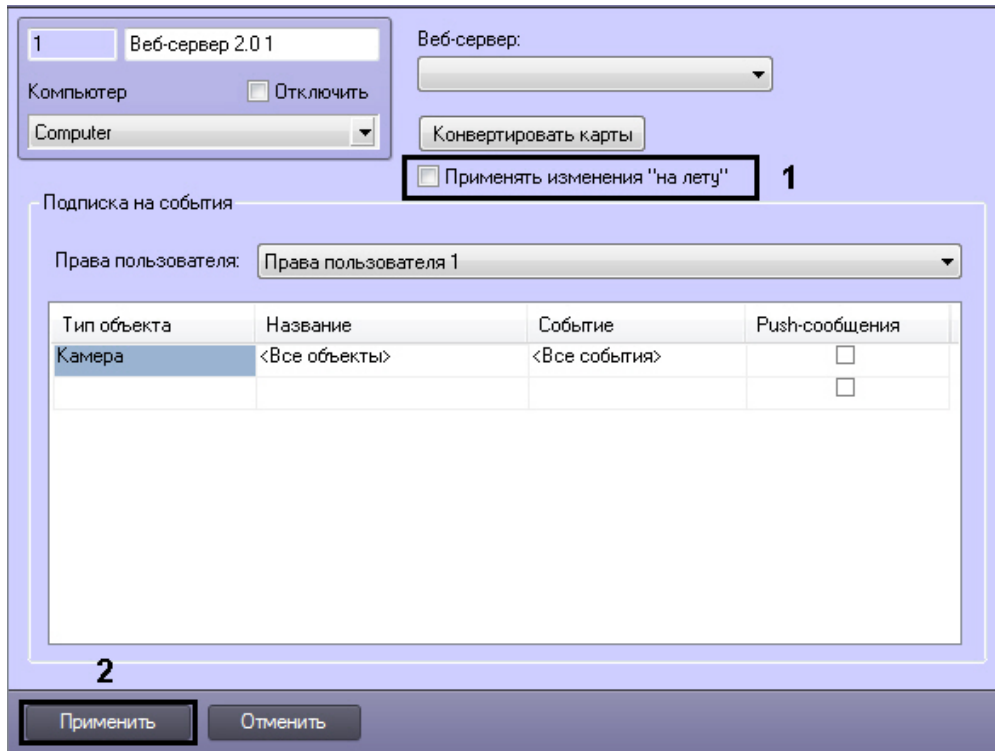 1 Веб-сервер 2.0 1
Веб-сервер:
Компьютер Отключить
Computer
Конвертировать карты
Применять изменения "на лету" 1
Подписка на события
Права пользователя: Права пользователя 1
Тип объекта Название Событие Push-сообщения
Камера <Все объекты> <Все события>
2
Применить Отменить